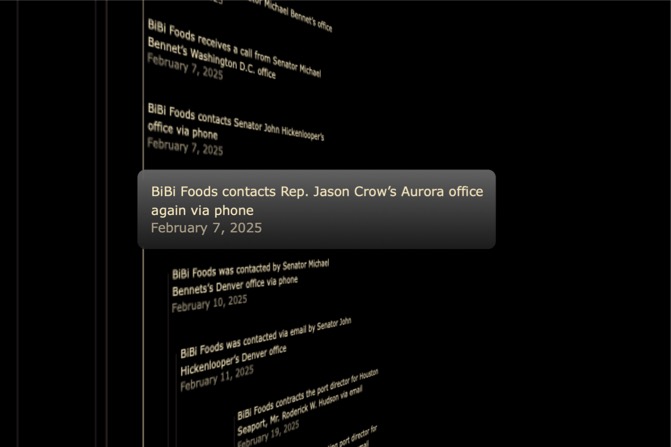 Michael Bennet's office
BiBi Foods receives a call from Senator Michael
Bennet's Washington D.C. office
February 7, 2025
BiBi Foods contacts Senator John Hickenlooper's
office via phone
February 7, 2025
BiBi Foods contacts Rep. Jason Crow's Aurora office
again via phone
February 7, 2025
BiBi Foods was contacted by Senator Michael
Bennets's Denver office via phone
February 10, 2025
BiBi Foods was contacted via email by Senator John
Hickenlooper's Denver office
February 11, 2025
BiBi Foods contracts the port director for Houston
Seaport, Mr. Roderick W. Hudson via email
February 19, 2025
port director for
email